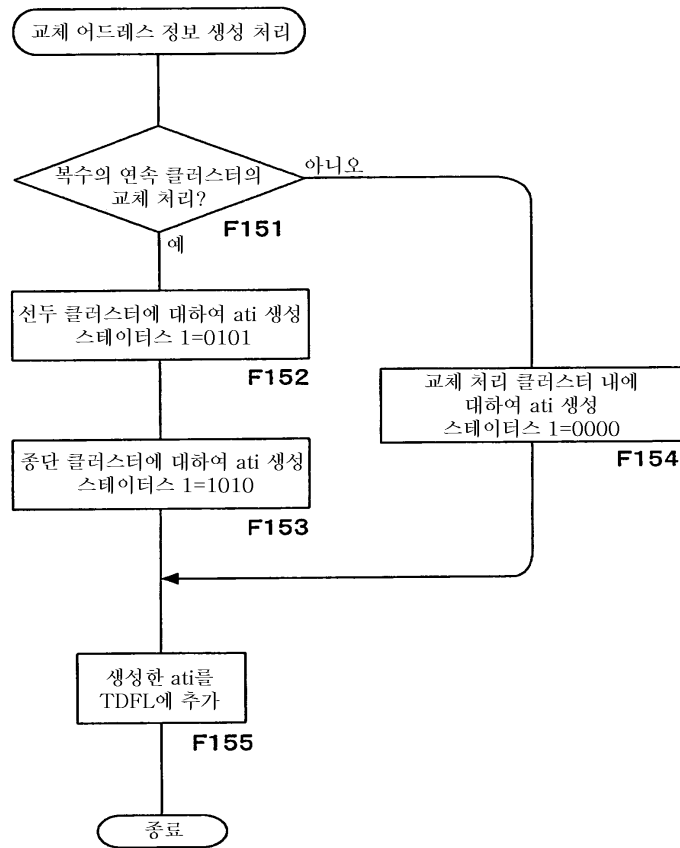 교체 어드레스 정보 생성 처리
복수의 연속 클러스터의
교체 처리?
아니오
F151
예
선두 클러스터에 대하여 ati 생성
스테이터스 1=0101
F152
교체 처리 클러스터 내에
대하여 ati 생성
스테이터스 1=0000
F154
종단 클러스터에 대하여 ati 생성
스테이터스 1=1010
F153
생성한 ati를
TDFL에 추가
F155
종료